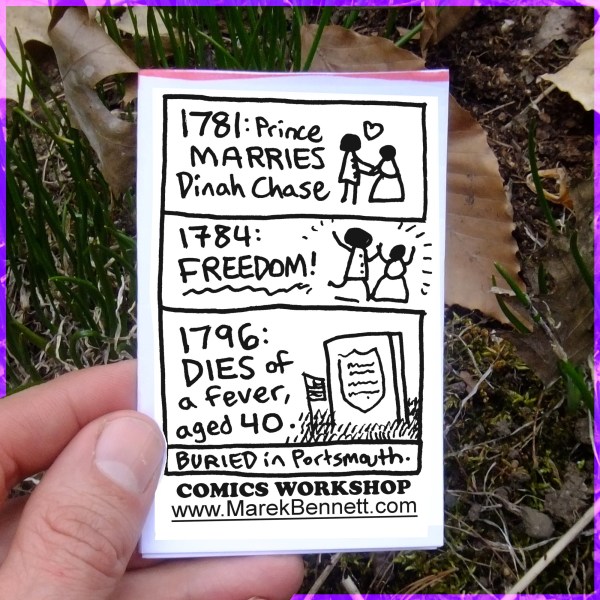 1781: Prince
MARRIES
Dinah Chase
1784:
FREEDOM!
1796:
DIES of
a fever,
aged 40.
BURIED in Portsmouth.
COMICS WORKSHOP
www.MarekBennett.com